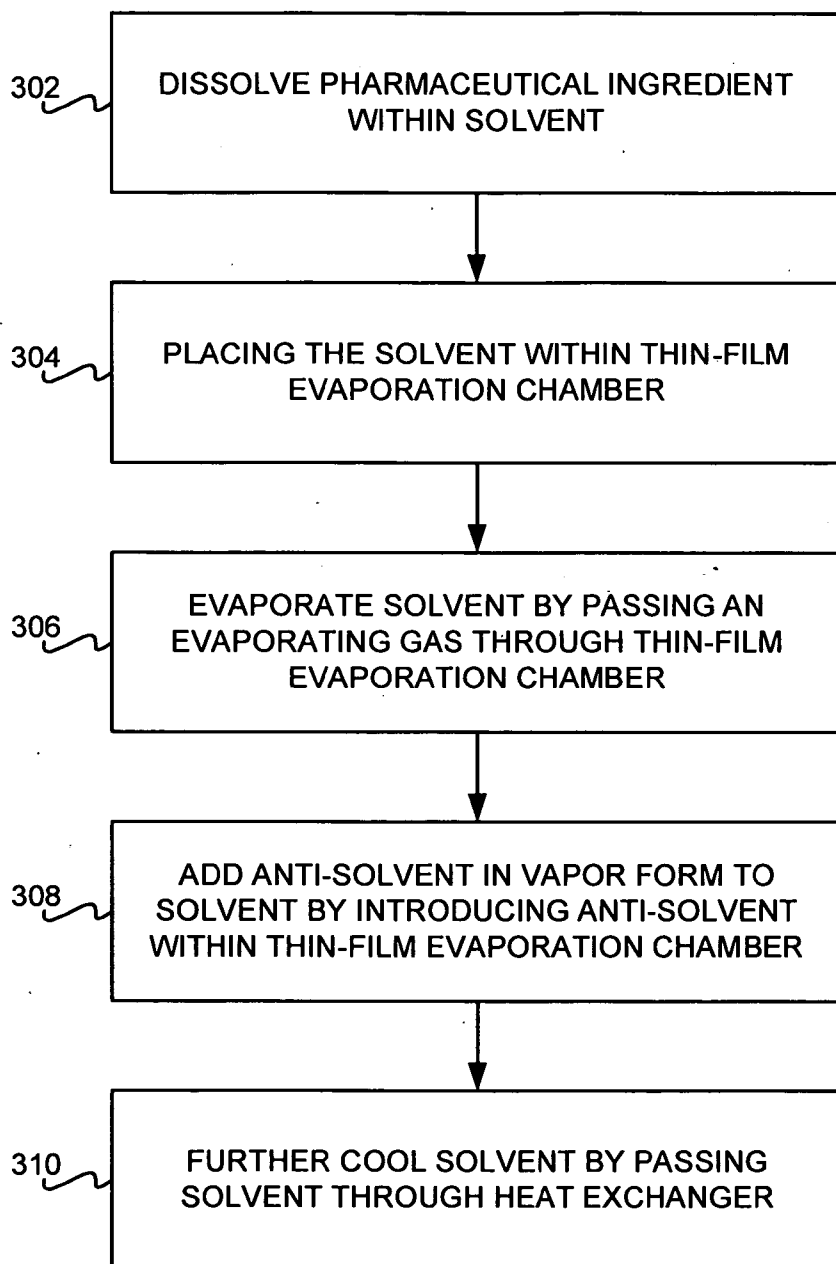 302
DISSOLVE PHARMACEUTICAL INGREDIENT
WITHIN SOLVENT
304
PLACING THE SOLVENT WITHIN THIN-FILM
EVAPORATION CHAMBER
306
EVAPORATE SOLVENT BY PASSING AN
EVAPORATING GAS THROUGH THIN-FILM
EVAPORATION CHAMBER
308
ADD ANTI-SOLVENT IN VAPOR FORM TO
SOLVENT BY INTRODUCING ANTI-SOLVENT
WITHIN THIN-FILM EVAPORATION CHAMBER
310
FURTHER COOL SOLVENT BY PASSING
SOLVENT THROUGH HEAT EXCHANGER